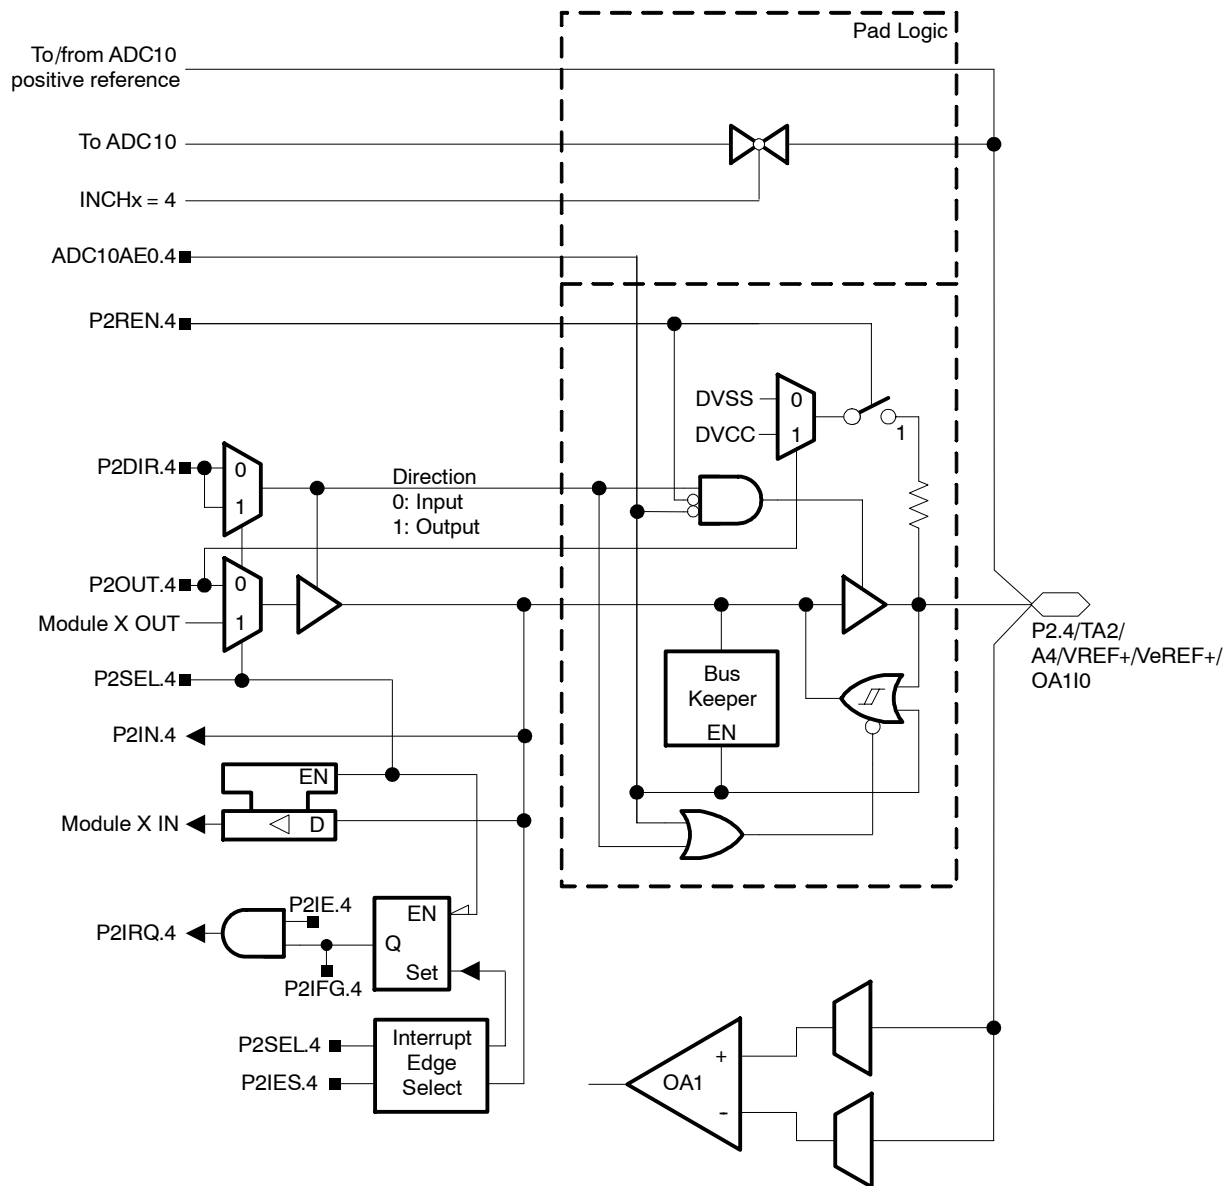 Pad Logic
To/from ADC10
positive reference
To ADC10
INCHx = 4
ADC10AE0.4
P2REN.4
DVSS
0
DVCC
1
1
P2DIR.4
0
1
Direction
0: Input
1: Output
P2OUT.4
0
Module X OUT
1
P2SEL.4
P2IN.4
Bus
Keeper
EN
P2.4/TA2/
A4/VREF+/VeREF+/
OA1I0
EN
Module X IN
D
P2IE.4
P2IRQ.4
EN
Q
Set
P2IFG.4
P2SEL.4
P2IES.4
Interrupt
Edge
Select
+
OA1
-